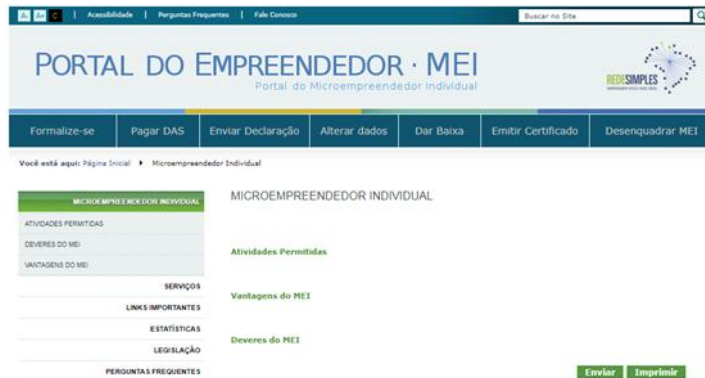 A- A+ C | Acessibilidade | Perguntas Frequentes | Fale Conosco Buscar no Site
PORTAL DO EMPREENDEDOR · MEI
Portal do Microempreendedor Individual
REDESIMPLES
Formalize-se Pagar DAS Enviar Declaração Alterar dados Dar Baixa Emitir Certificado Desenquadrar MEI
Você está aqui: Página Inicial Microempreendedor Individual
MICROEMPREENDEDOR INDIVIDUAL
ATIVIDADES PERMITIDAS
DEVERES DO MEI
VANTAGENS DO MEI
SERVIÇOS
LINKS IMPORTANTES
ESTATÍSTICAS
LEGISLAÇÃO
PERGUNTAS FREQUENTES
MICROEMPREENDEDOR INDIVIDUAL
Atividades Permitidas
Vantagens do MEI
Deveres do MEI
Enviar Imprimir